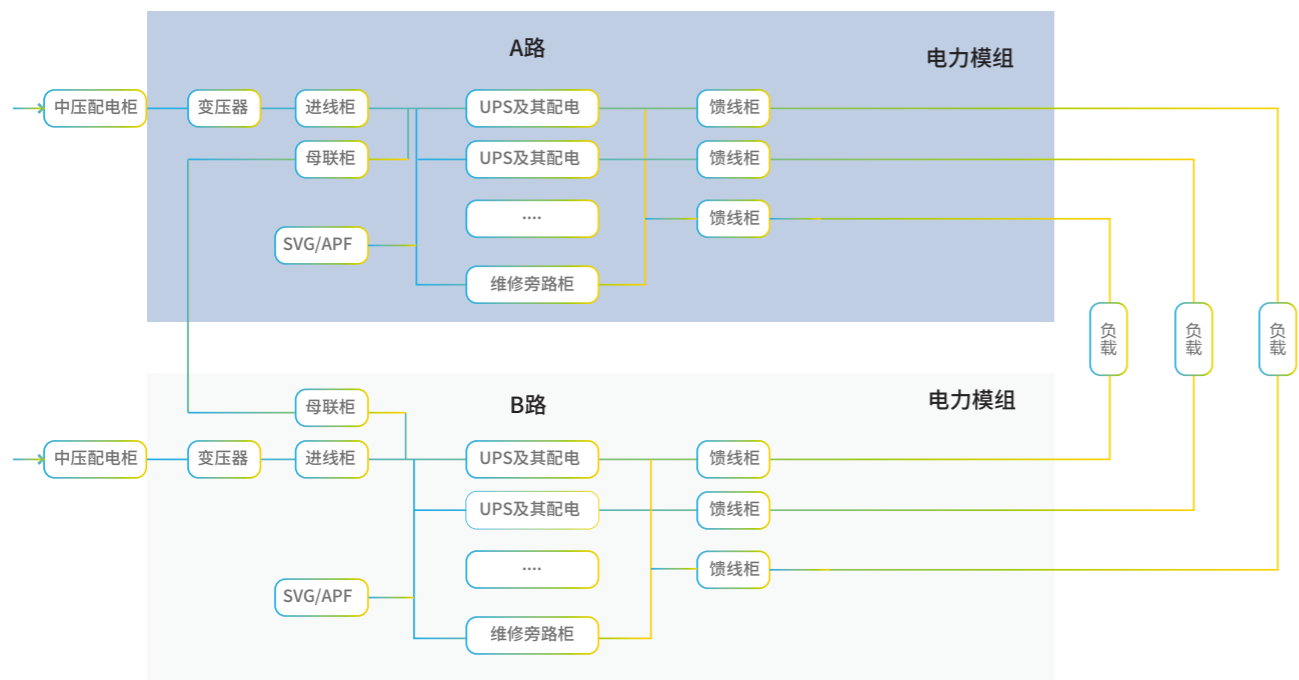 A路
电力模组
中压配电柜
变压器
进线柜
UPS及其配电
馈线柜
母联柜
UPS及其配电
馈线柜
····
馈线柜
SVG/APF
维修旁路柜
负载
负载
负载
B路
电力模组
母联柜
中压配电柜
变压器
进线柜
UPS及其配电
馈线柜
UPS及其配电
馈线柜
····
馈线柜
SVG/APF
维修旁路柜